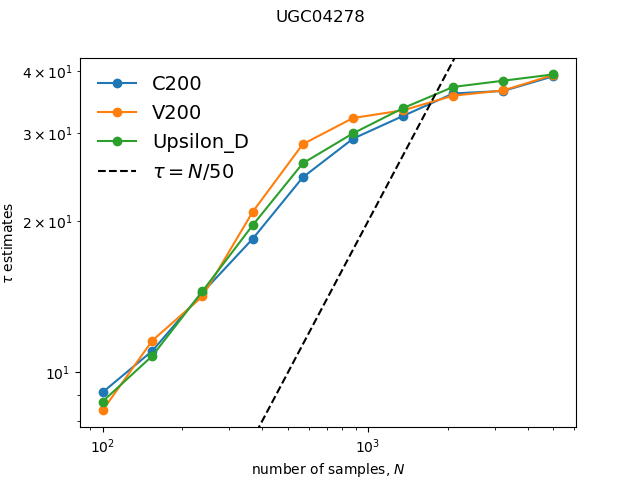 UGC04278
4 × 10¹
3 × 10¹
2 × 10¹
10¹
τ estimates
C200
V200
Upsilon_D
τ = N/50
10²
10³
number of samples, N